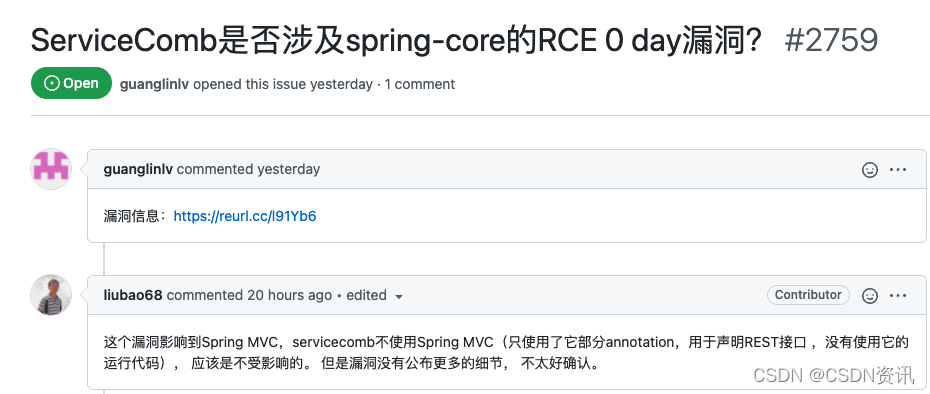 ServiceComb是否涉及spring-core的RCE 0 day漏洞？ #2759
Open guanglinlv opened this issue yesterday · 1 comment
guanglinlv commented yesterday
漏洞信息：https://reurl.cc/l91Yb6
liubao68 commented 20 hours ago • edited Contributor
这个漏洞影响到Spring MVC，servicecomb不使用Spring MVC（只使用了它部分annotation，用于声明REST接口 ，没有使用它的
运行代码）， 应该是不受影响的。 但是漏洞没有公布更多的细节， 不太好确认。
CSDN @CSDN资讯